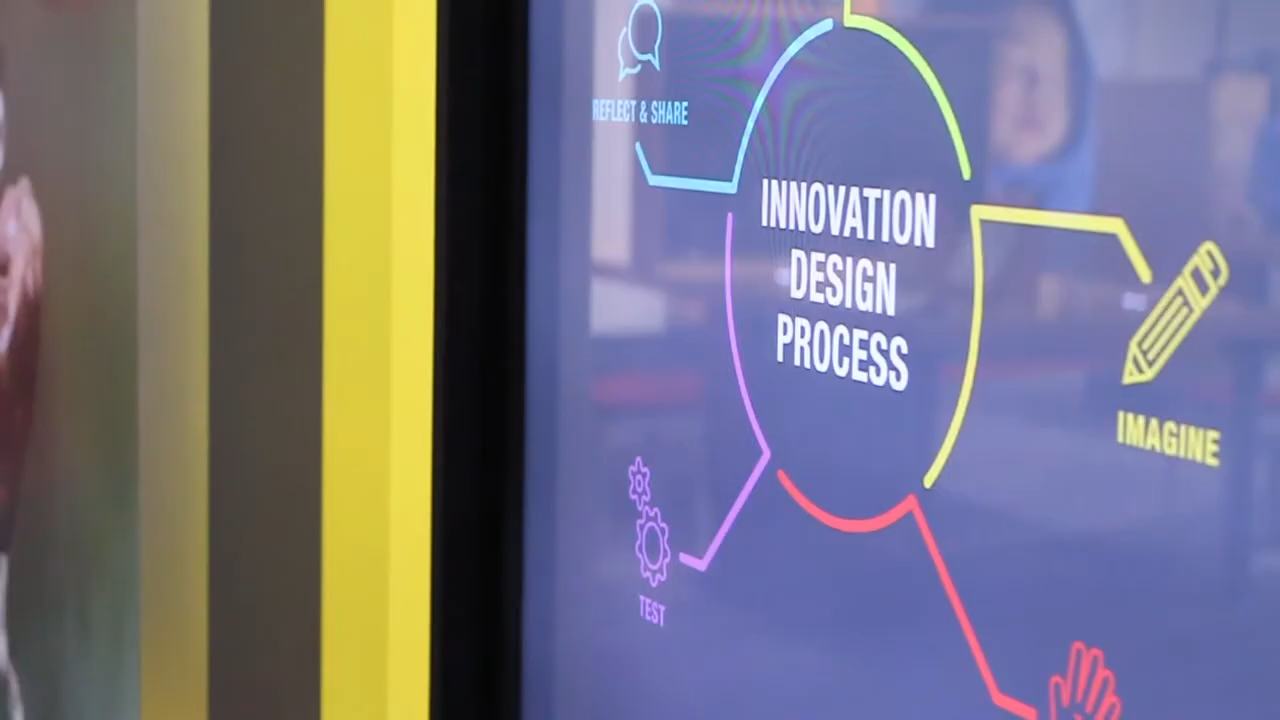 REFLECT & SHARE
INNOVATION
DESIGN
PROCESS
IMAGINE
TEST